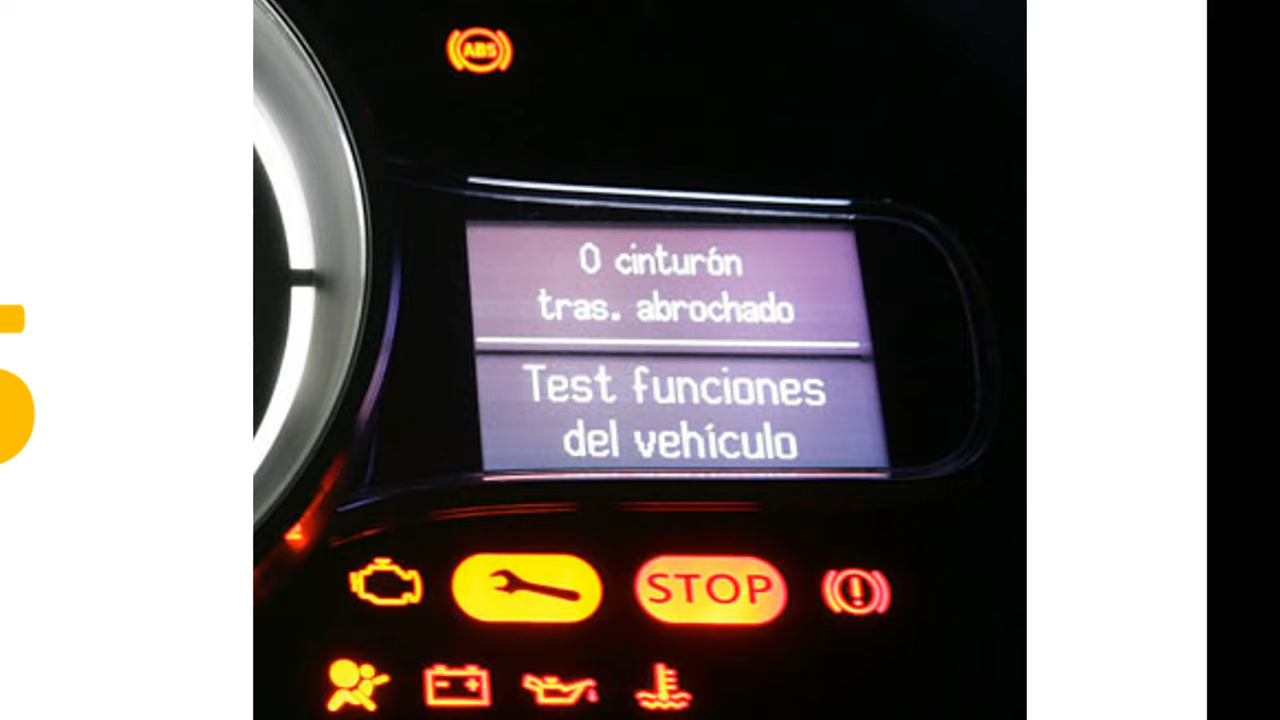 ABS
0 cinturón
tras. abrochado
Test funciones
del vehículo
STOP